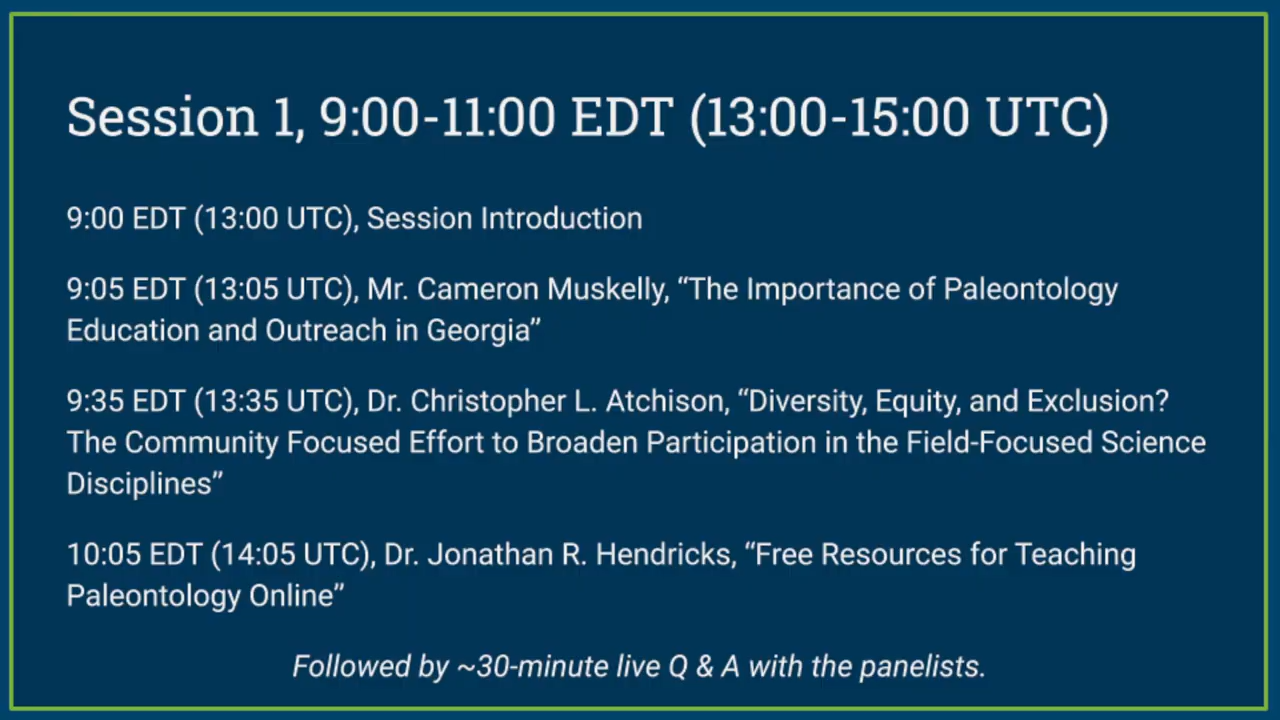 Session 1, 9:00-11:00 EDT (13:00-15:00 UTC)
9:00 EDT (13:00 UTC), Session Introduction
9:05 EDT (13:05 UTC), Mr. Cameron Muskelly, “The Importance of Paleontology
Education and Outreach in Georgia”
9:35 EDT (13:35 UTC), Dr. Christopher L. Atchison, “Diversity, Equity, and Exclusion?
The Community Focused Effort to Broaden Participation in the Field-Focused Science
Disciplines”
10:05 EDT (14:05 UTC), Dr. Jonathan R. Hendricks, “Free Resources for Teaching
Paleontology Online”
Followed by ~30-minute live Q & A with the panelists.